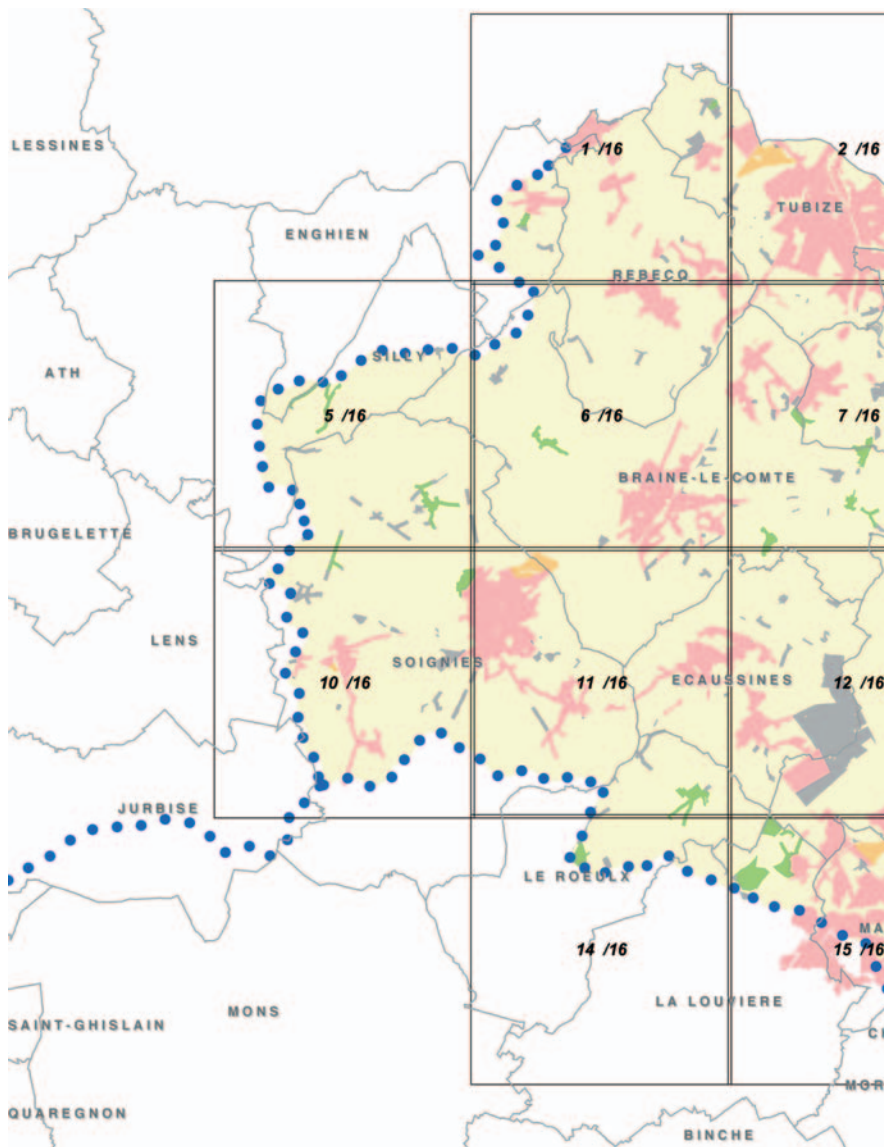 1 /16
2 /16
LESSINES
TUBIZE
ENGHIEN
REBECQ
SILLY
ATH
5 /16
6 /16
7 /16
BRAINE-LE-COMTE
BRUGELETTE
LENS
SOIGNIES
10 /16
11 /16
ECAUSSINES
12 /16
JURBISE
LE ROEULX
MA
14 /16
15 /16
LA LOUVIERE
MONS
SAINT-GHISLAIN
MGR
QUAREGNON
BINCHE